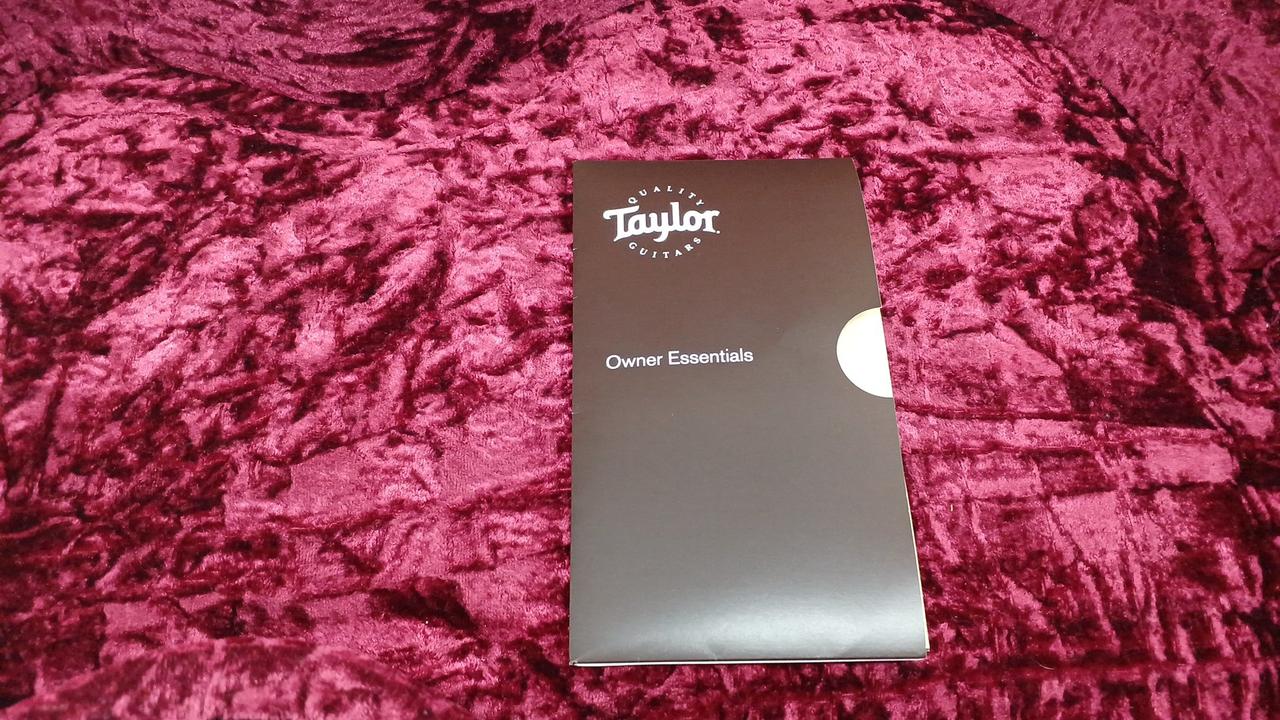 QUALITY
Taylor
GUITARS
Owner Essentials